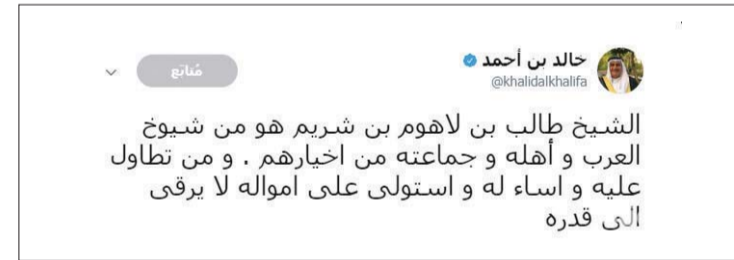 خالد بن أحمد
@khalidalkhalifa
مُتابَع
الشيخ طالب بن لاهوم بن شريم هو من شيوخ
العرب و أهله و جماعته من اخيارهم . و من تطاول
عليه و اساء له و استولى على امواله لا يرقى
الى قدره